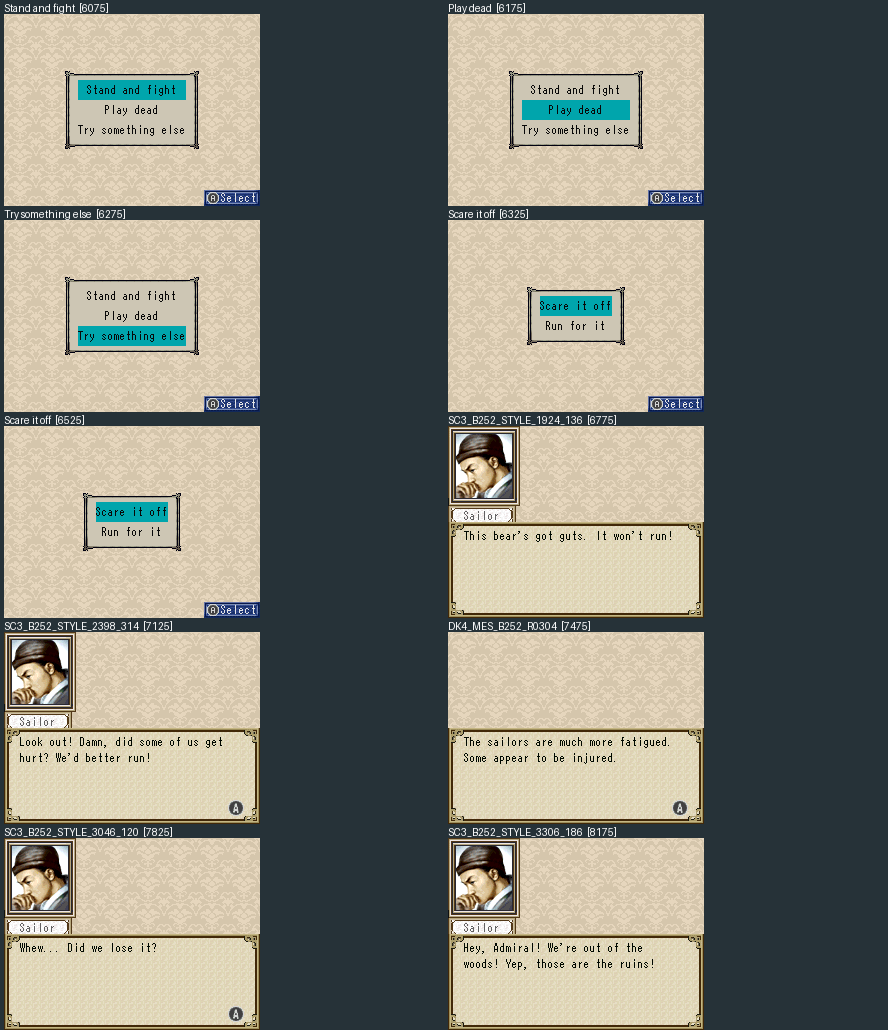 Stand and fight [6075]
Stand and fight
Play dead
Try something else
ⒶSelect
Play dead [6175]
Stand and fight
Play dead
Try something else
ⒶSelect
Try something else [6275]
Stand and fight
Play dead
Try something else
ⒶSelect
Scare it off [6325]
Scare it off
Run for it
ⒶSelect
Scare it off [6525]
Scare it off
Run for it
ⒶSelect
SC3_B252_STYLE_1924_136 [6775]
Sailor
This bear's got guts. It won't run!
SC3_B252_STYLE_2398_314 [7125]
Sailor
Look out! Damn, did some of us get
hurt? We'd better run!
A
DK4_MES_B252_R0304 [7475]
The sailors are much more fatigued.
Some appear to be injured.
A
SC3_B252_STYLE_3046_120 [7825]
Sailor
Whew... Did we lose it?
A
SC3_B252_STYLE_3306_186 [8175]
Sailor
Hey, Admiral! We're out of the
woods! Yep, those are the ruins!